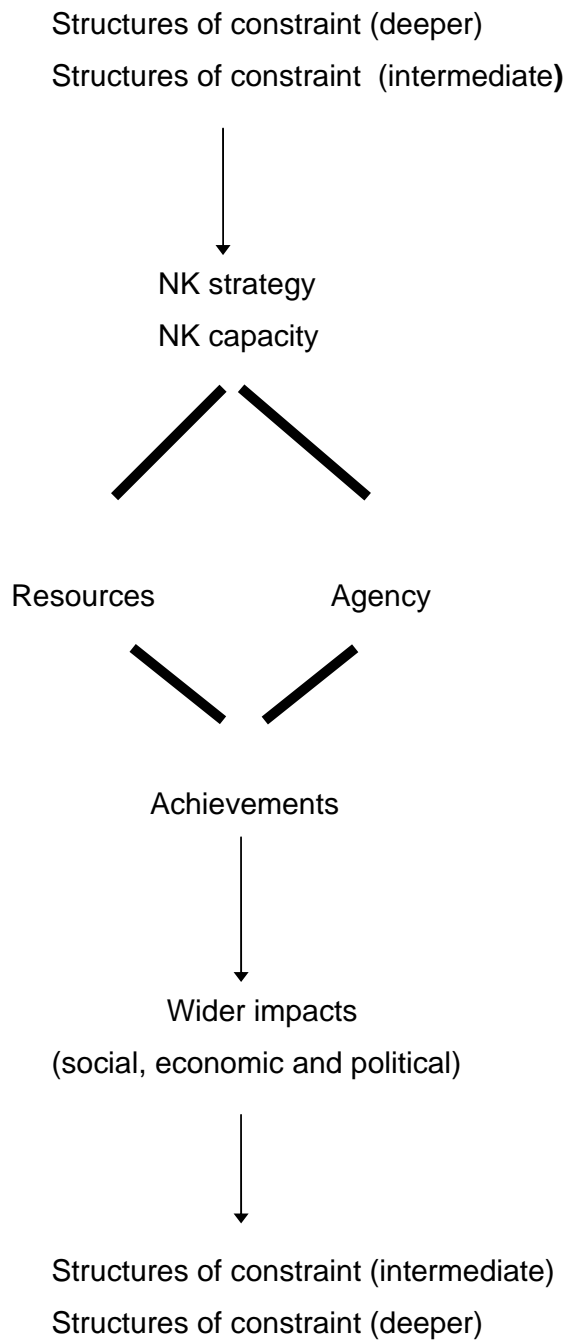 Structures of constraint (deeper)
Structures of constraint  (intermediate)
NK strategy
NK capacity
Resources Agency
Achievements
Wider impacts
(social, economic and political)
Structures of constraint (intermediate)
Structures of constraint (deeper)